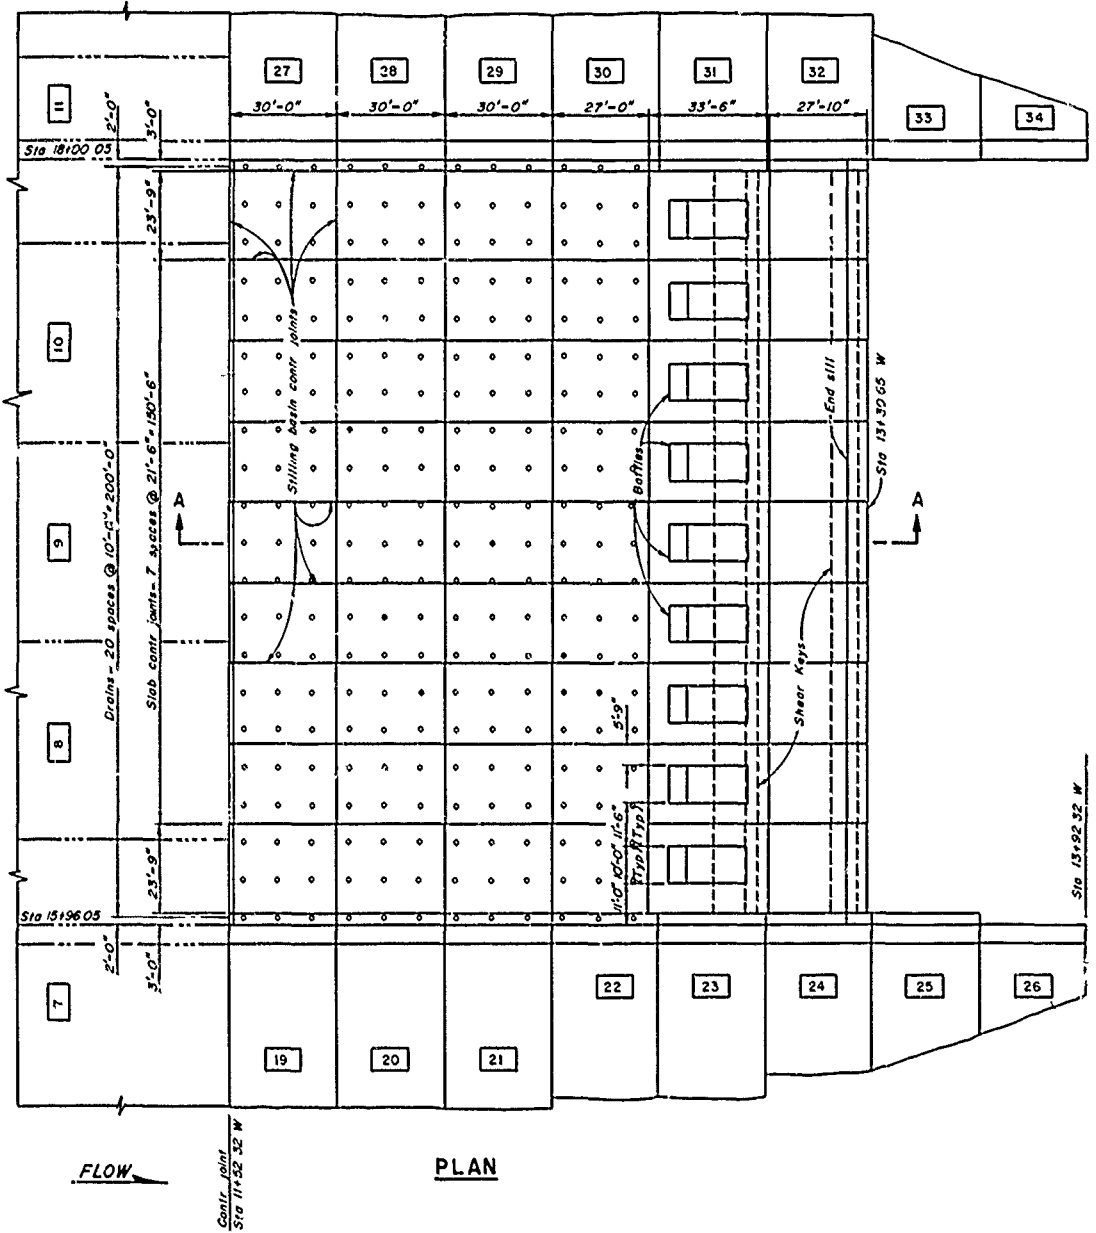 27
28
29
30
31
32
33
34
30'-0"
30'-0"
30'-0"
27'-0"
33'-6"
27'-10"
11
2'-0"
3'-0"
Sta 18+00 05
23'-9"
10
Stilling basin contr joints
Drains - 20 spaces @ 10'-0" = 200'-0"
Slab contr joints - 7 spaces @ 21'-6" = 150'-6"
Baffles
End sill
Sta 13+30 65 W
A
A
9
8
Shear Keys
5'-9"
11'-0" 10'-0" 11'-6"
(Typ) (Typ)
23'-9"
Sta 15+96 05
2'-0"
3'-0"
Sta 13+92 32 W
7
22
23
24
25
26
19
20
21
Contr joint
Sta 11+52 32 W
FLOW
PLAN